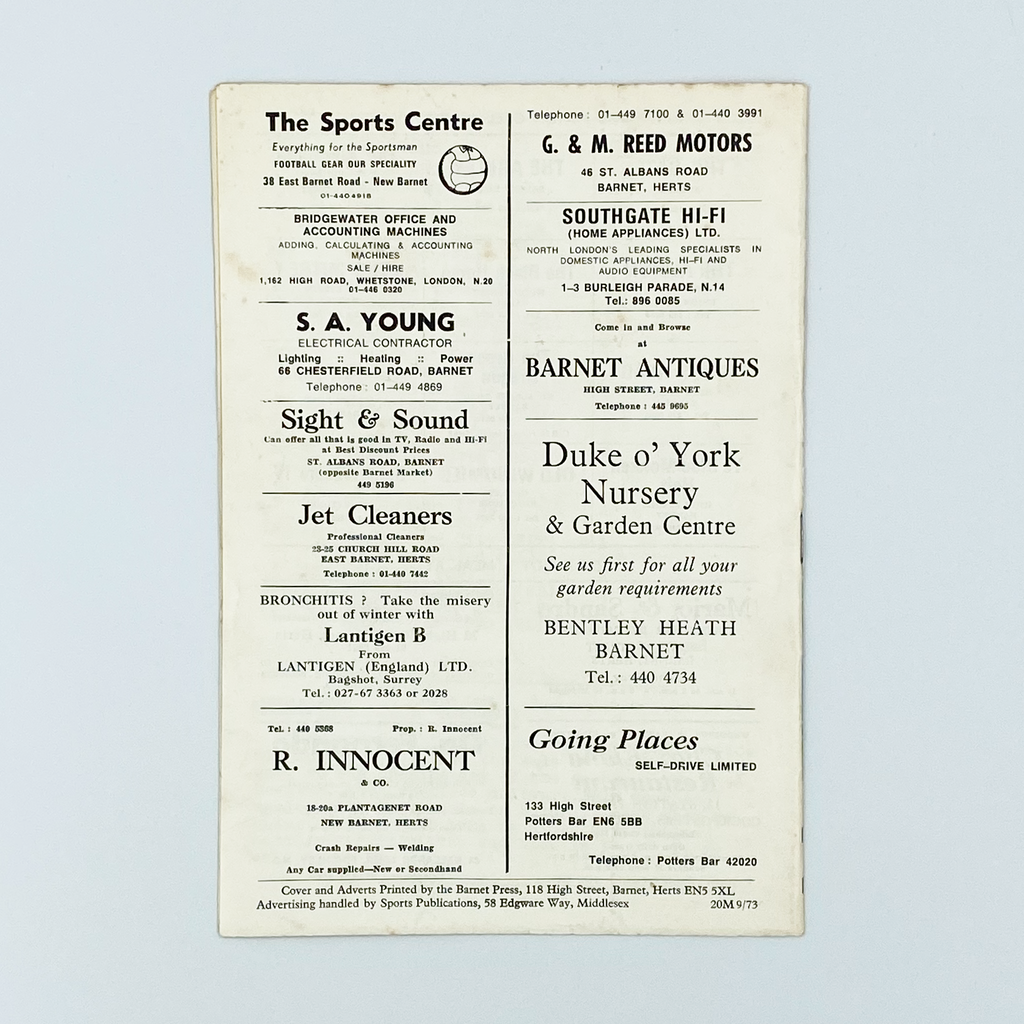 The Sports Centre
Everything for the Sportsman
FOOTBALL GEAR OUR SPECIALITY
38 East Barnet Road - New Barnet
01-440 4918
BRIDGEWATER OFFICE AND
ACCOUNTING MACHINES
ADDING, CALCULATING & ACCOUNTING
MACHINES
SALE / HIRE
1,162 HIGH ROAD, WHETSTONE, LONDON, N.20
01-446 0320
S. A. YOUNG
ELECTRICAL CONTRACTOR
Lighting :: Heating :: Power
66 CHESTERFIELD ROAD, BARNET
Telephone : 01-449 4869
Sight & Sound
Can offer all that is good in TV, Radio and Hi-Fi
at Best Discount Prices
ST. ALBANS ROAD, BARNET
(opposite Barnet Market)
449 5196
Jet Cleaners
Professional Cleaners
23-25 CHURCH HILL ROAD
EAST BARNET, HERTS
Telephone : 01-440 7442
BRONCHITIS ? Take the misery
out of winter with
Lantigen B
From
LANTIGEN (England) LTD.
Bagshot, Surrey
Tel. : 027-67 3363 or 2028
Tel. : 440 5368 Prop. : R. Innocent
R. INNOCENT
& CO.
18-20a PLANTAGENET ROAD
NEW BARNET, HERTS
Crash Repairs — Welding
Any Car supplied—New or Secondhand
Telephone : 01-449 7100 & 01-440 3991
G. & M. REED MOTORS
46 ST. ALBANS ROAD
BARNET, HERTS
SOUTHGATE HI-FI
(HOME APPLIANCES) LTD.
NORTH LONDON'S LEADING SPECIALISTS IN
DOMESTIC APPLIANCES, HI-FI AND
AUDIO EQUIPMENT
1-3 BURLEIGH PARADE, N.14
Tel.: 896 0085
Come in and Browse
at
BARNET ANTIQUES
HIGH STREET, BARNET
Telephone : 445 9695
Duke o' York
Nursery
& Garden Centre
See us first for all your
garden requirements
BENTLEY HEATH
BARNET
Tel. : 440 4734
Going Places
SELF-DRIVE LIMITED
133 High Street
Potters Bar EN6 5BB
Hertfordshire
Telephone : Potters Bar 42020
Cover and Adverts Printed by the Barnet Press, 118 High Street, Barnet, Herts EN5 5XL
Advertising handled by Sports Publications, 58 Edgware Way, Middlesex 20M 9/73